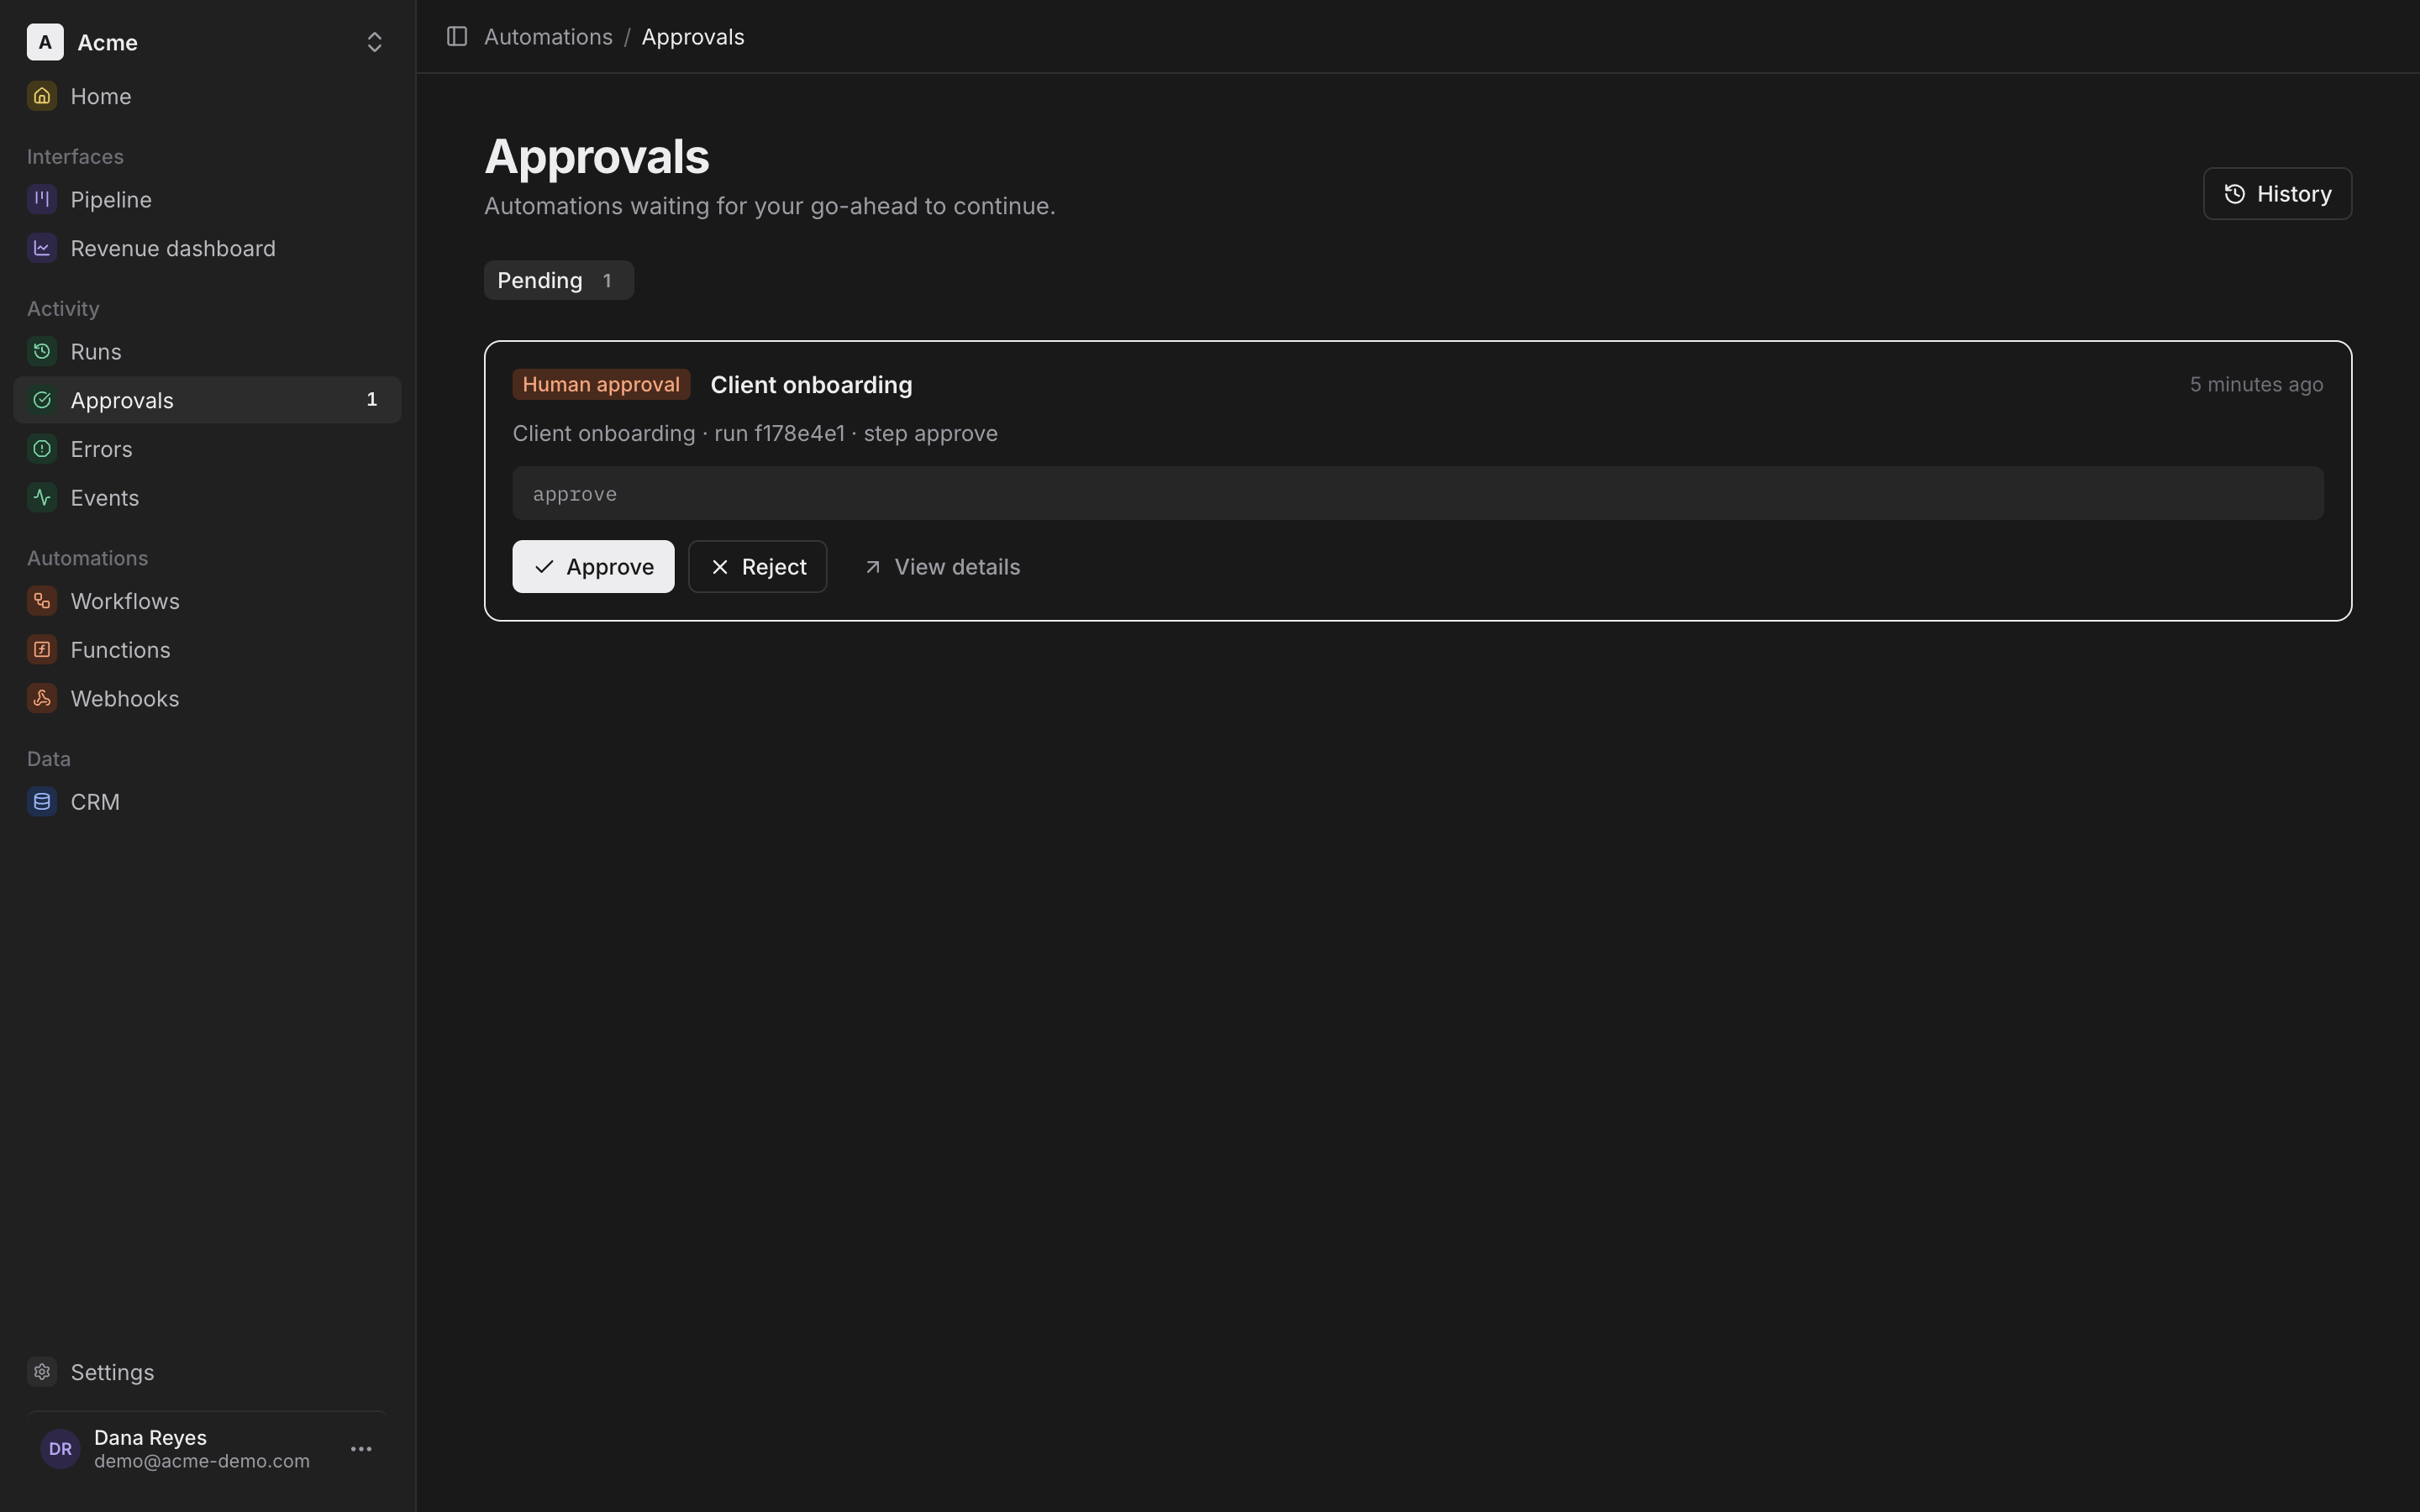 A Acme
Home
Interfaces
Pipeline
Revenue dashboard
Activity
Runs
Approvals 1
Errors
Events
Automations
Workflows
Functions
Webhooks
Data
CRM
Settings
DR
Dana Reyes
demo@acme-demo.com
Automations / Approvals
Approvals
Automations waiting for your go-ahead to continue.
History
Pending 1
Human approval Client onboarding 5 minutes ago
Client onboarding · run f178e4e1 · step approve
approve
Approve Reject View details